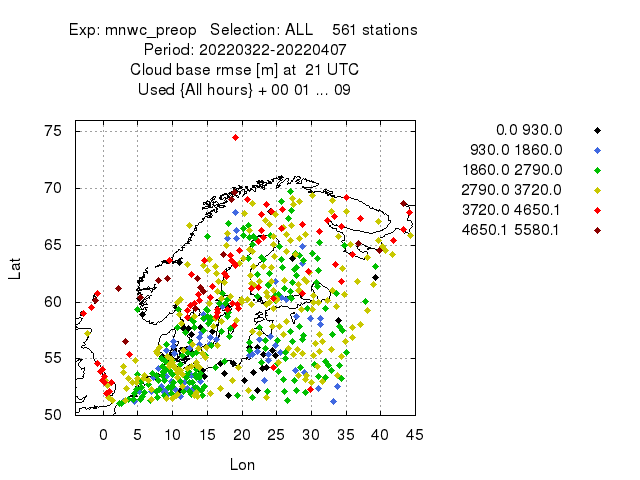 Exp: mnwc_preop Selection: ALL 561 stations
Period: 20220322-20220407
Cloud base rmse [m] at 21 UTC
Used {All hours} + 00 01 ... 09
75
70
65
60
55
50
0 5 10 15 20 25 30 35 40 45
Lat
Lon
0.0 930.0
930.0 1860.0
1860.0 2790.0
2790.0 3720.0
3720.0 4650.1
4650.1 5580.1